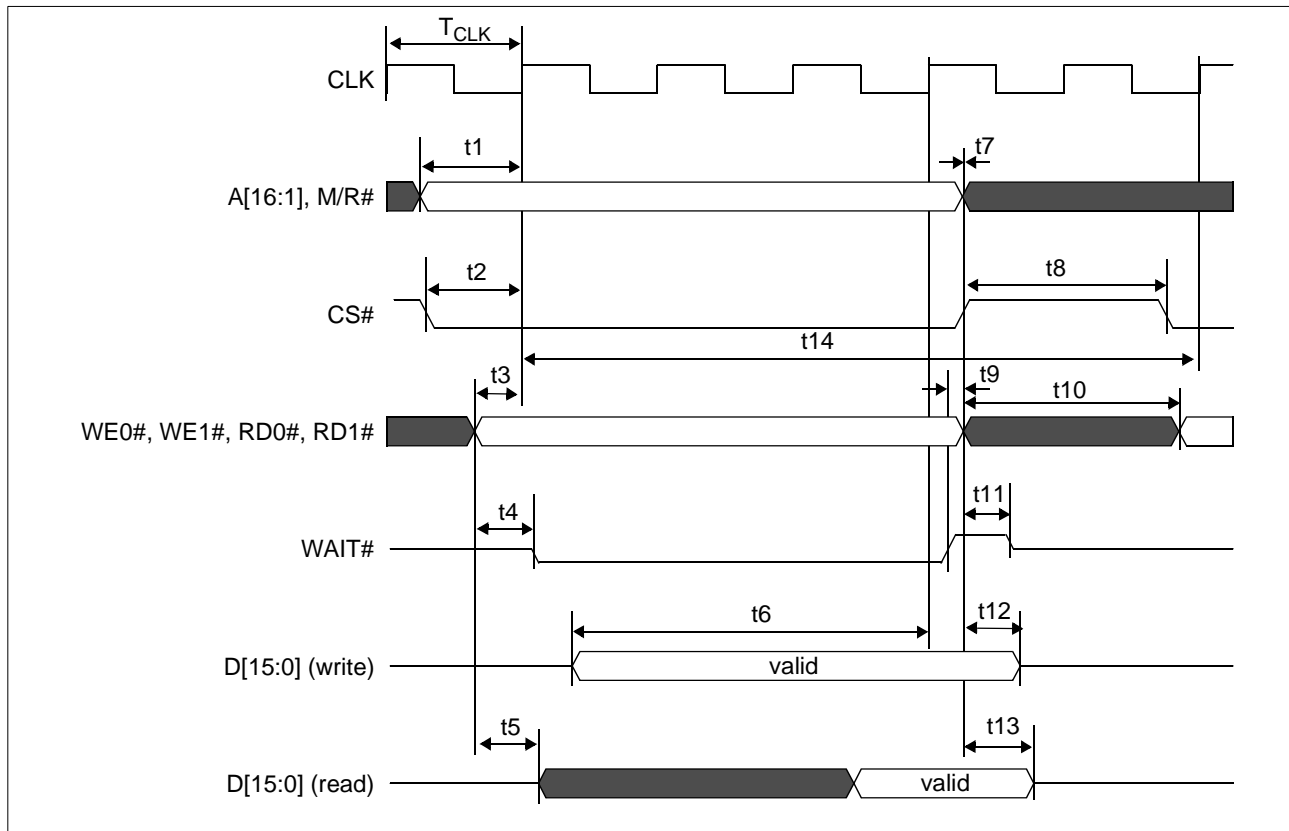 TCLK
CLK
t1
t7
A[16:1], M/R#
t2
t8
CS#
t14
t3
t9
t10
WE0#, WE1#, RD0#, RD1#
t4
t11
WAIT#
t6
t12
D[15:0] (write)
valid
t5
t13
D[15:0] (read)
valid